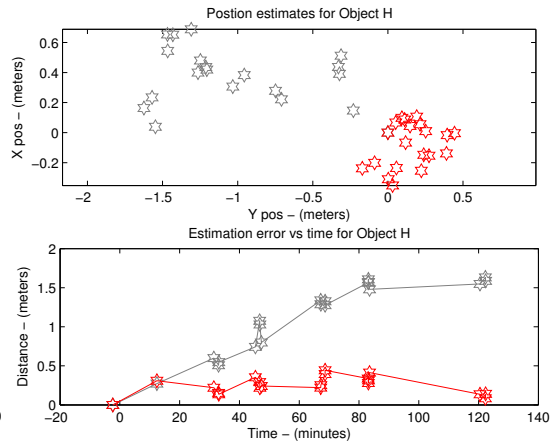 Postion estimates for Object H
0.6
0.4
0.2
0
−0.2
X pos − (meters)
−2 −1.5 −1 −0.5 0 0.5
Y pos − (meters)
Estimation error vs time for Object H
2
1.5
1
0.5
0
Distance − (meters)
−20 0 20 40 60 80 100 120 140
Time − (minutes)
)